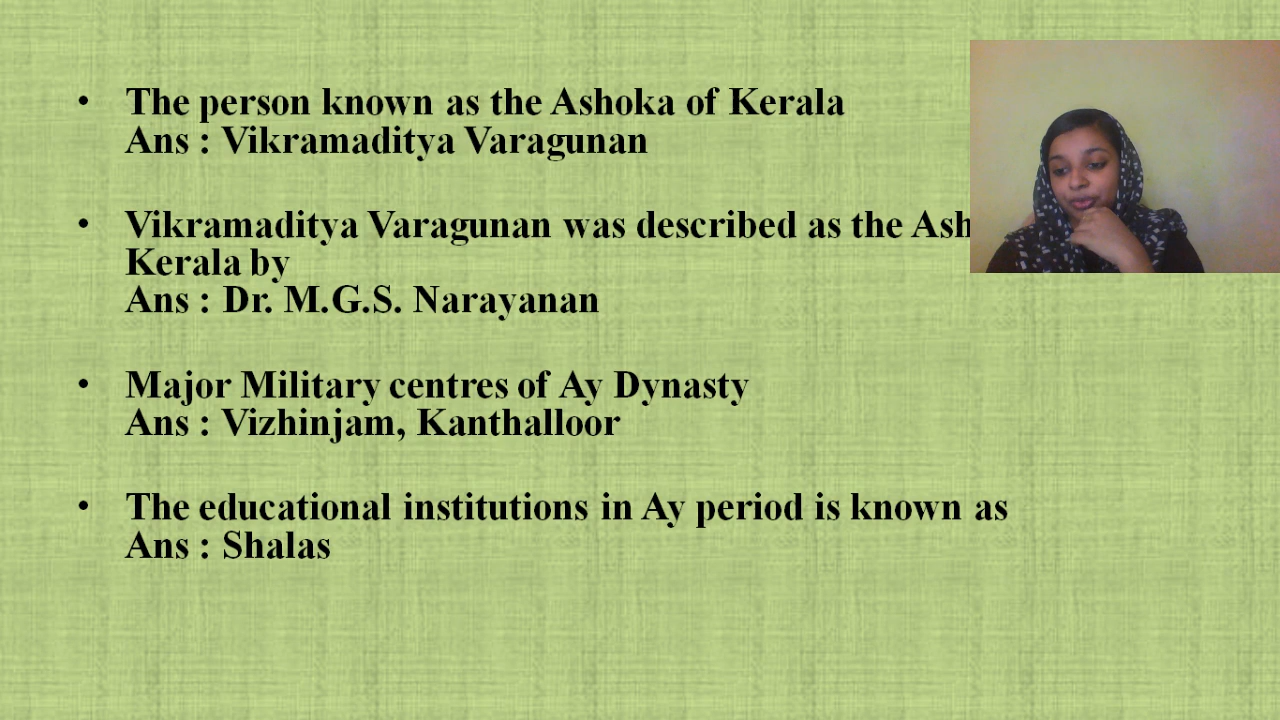 • The person known as the Ashoka of Kerala
Ans : Vikramaditya Varagunan
• Vikramaditya Varagunan was described as the Ash
Kerala by
Ans : Dr. M.G.S. Narayanan
• Major Military centres of Ay Dynasty
Ans : Vizhinjam, Kanthalloor
• The educational institutions in Ay period is known as
Ans : Shalas